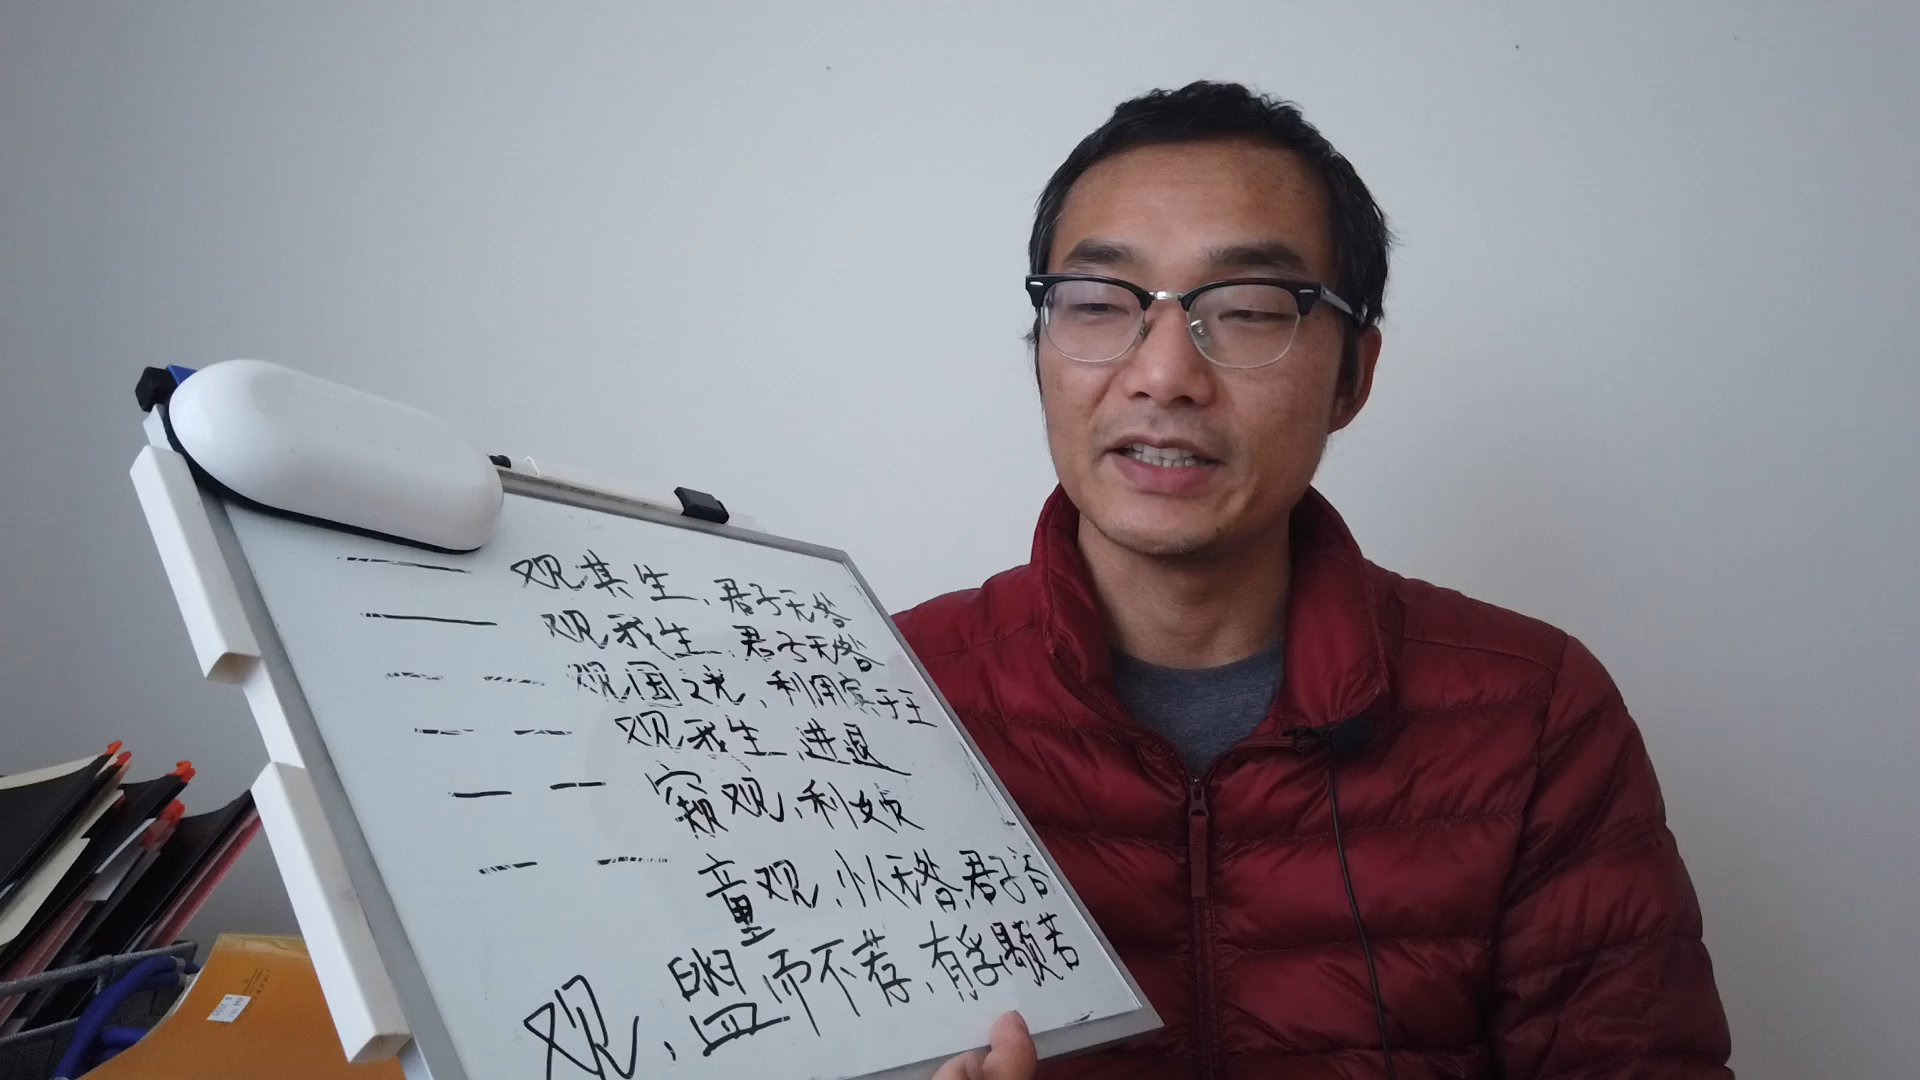 观其生、君子无咎
观我生、君子无咎
观国之光、利用宾于王
观我生、进退
窥观、利女贞
童观、小人无咎、君子吝
观、盥而不荐、有孚顒若